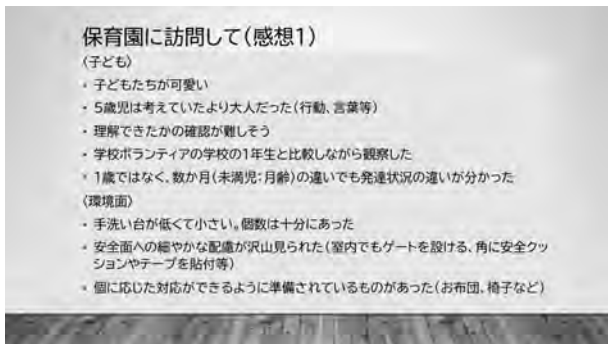 保育園に訪問して(感想1)
〈子ども〉
・ 子どもたちが可愛い
・ 5歳児は考えていたより大人だった(行動、言葉等)
・ 理解できたかの確認が難しそう
・ 学校ボランティアの学校の1年生と比較しながら観察した
・ 1歳ではなく、数か月(未満児:月齢)の違いでも発達状況の違いが分かった
〈環境面〉
・ 手洗い台が低くて小さい。個数は十分にあった
・ 安全面への細やかな配慮が沢山見られた(室内でもゲートを設ける、角に安全クッ
ションやテープを貼付等)
・ 個に応じた対応ができるように準備されているものがあった(お布団、椅子など)